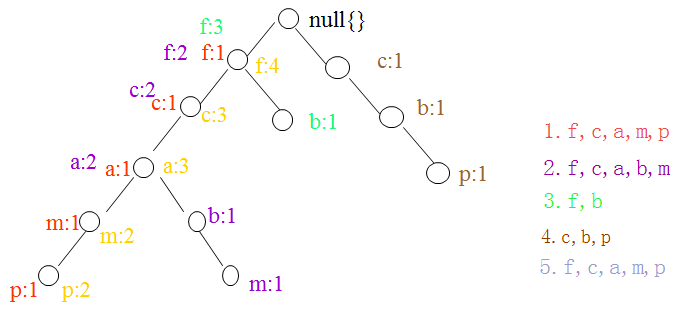 null{}
f:3
f:2 f:1 f:4
c:1
c:2
c:1 c:3
b:1
b:1
a:2
a:1 a:3
p:1
m:1
m:2
b:1
p:1 p:2
m:1
1. f, c, a, m, p
2. f, c, a, b, m
3. f, b
4. c, b, p
5. f, c, a, m, p